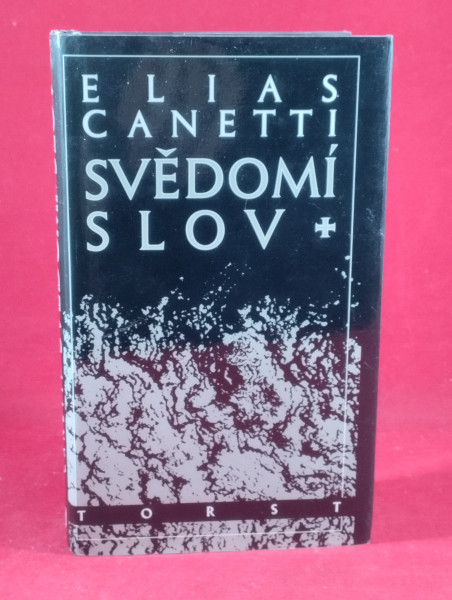 ELIAS
CANETTI
SVĚDOMÍ
SLOV
TORST